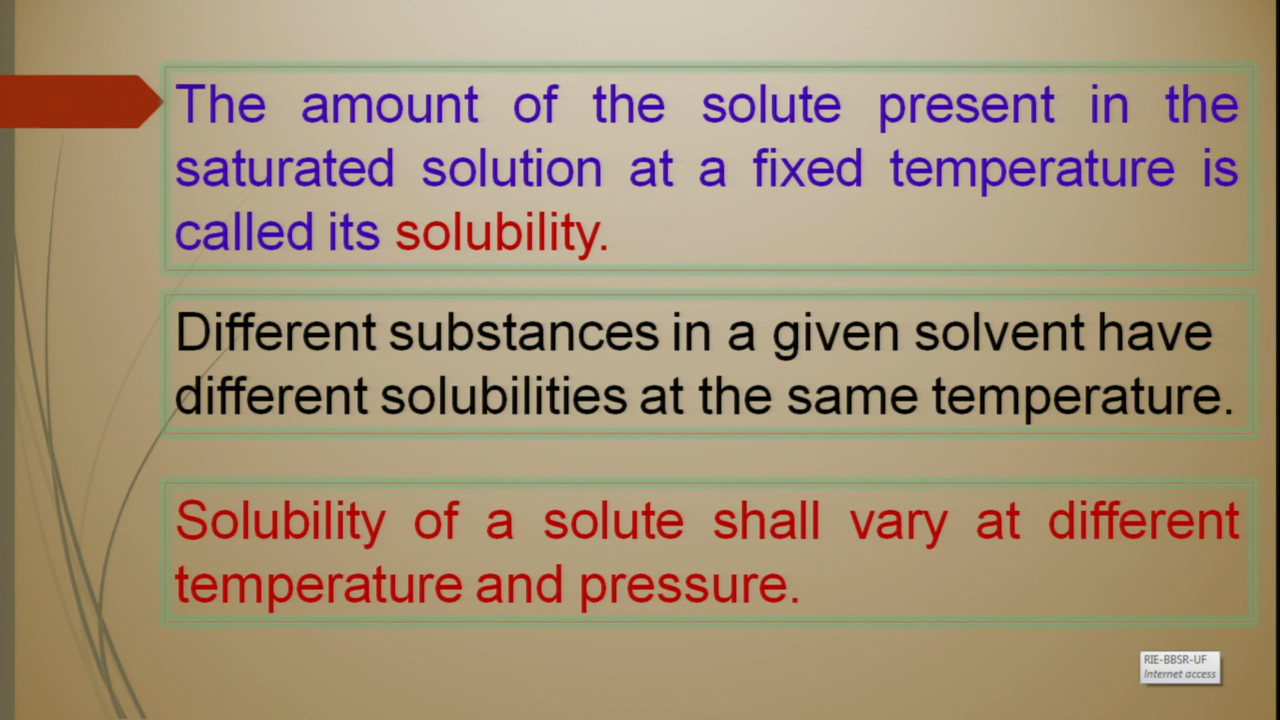 The amount of the solute present in the
saturated solution at a fixed temperature is
called its solubility.
Different substances in a given solvent have
different solubilities at the same temperature.
Solubility of a solute shall vary at different
temperature and pressure.
RIE-BBSR-UF
Internet access